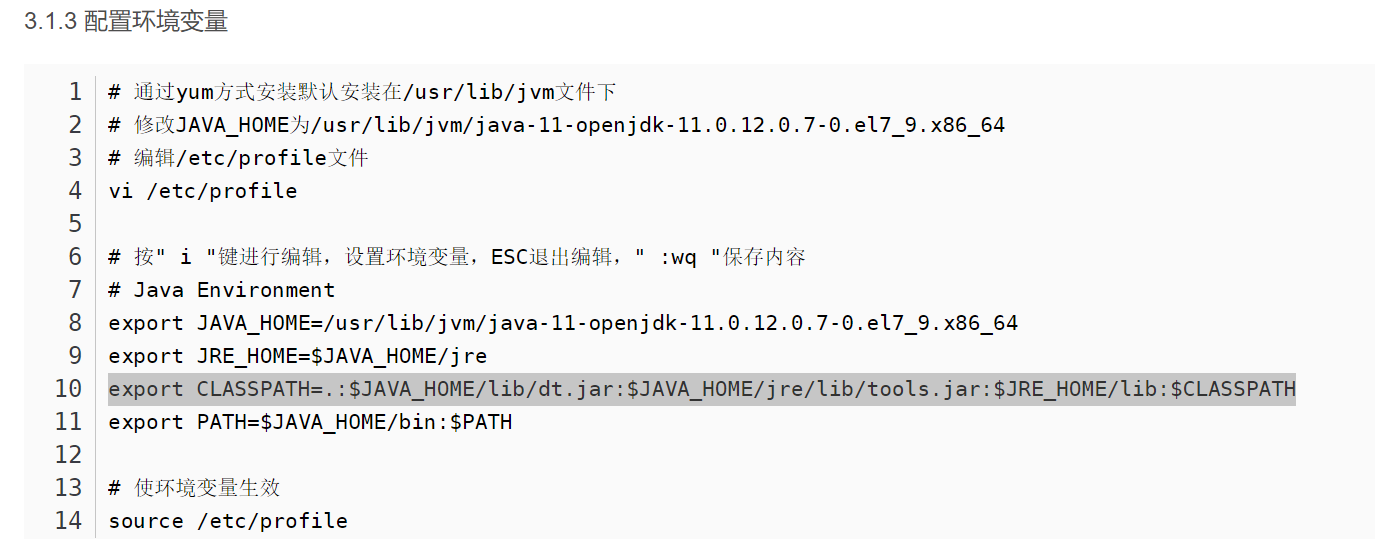 3.1.3 配置环境变量
1 # 通过yum方式安装默认安装在/usr/lib/jvm文件下
2 # 修改JAVA_HOME为/usr/lib/jvm/java-11-openjdk-11.0.12.0.7-0.el7_9.x86_64
3 # 编辑/etc/profile文件
4 vi /etc/profile
5
6 # 按" i "键进行编辑，设置环境变量，ESC退出编辑，" :wq "保存内容
7 # Java Environment
8 export JAVA_HOME=/usr/lib/jvm/java-11-openjdk-11.0.12.0.7-0.el7_9.x86_64
9 export JRE_HOME=$JAVA_HOME/jre
10 export CLASSPATH=.:$JAVA_HOME/lib/dt.jar:$JAVA_HOME/jre/lib/tools.jar:$JRE_HOME/lib:$CLASSPATH
11 export PATH=$JAVA_HOME/bin:$PATH
12
13 # 使环境变量生效
14 source /etc/profile